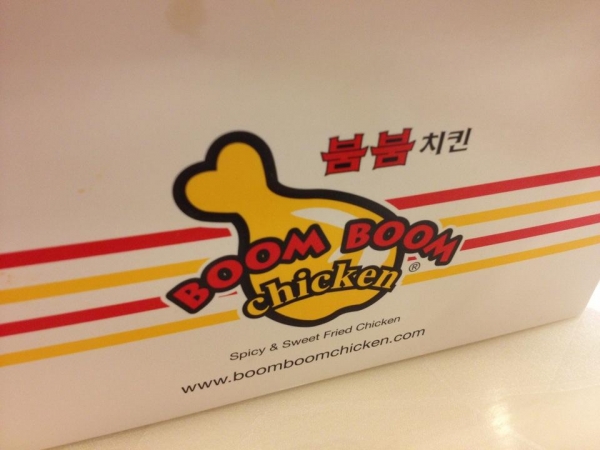 붐붐 치킨
BOOM BOOM
chicken ®
Spicy & Sweet Fried Chicken
www.boomboomchicken.com